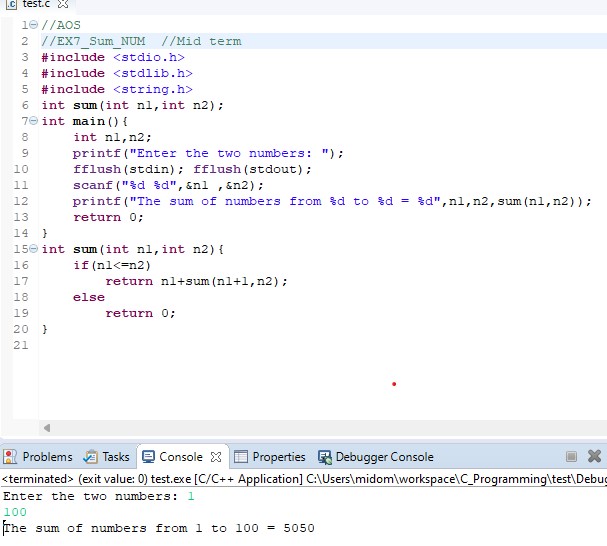 test.c
1 //AOS
2 //EX7_Sum_NUM //Mid term
3 #include <stdio.h>
4 #include <stdlib.h>
5 #include <string.h>
6 int sum(int n1,int n2);
7 int main(){
8 int n1,n2;
9 printf("Enter the two numbers: ");
10 fflush(stdin); fflush(stdout);
11 scanf("%d %d",&n1 ,&n2);
12 printf("The sum of numbers from %d to %d = %d",n1,n2,sum(n1,n2));
13 return 0;
14 }
15 int sum(int n1,int n2){
16 if(n1<=n2)
17 return n1+sum(n1+1,n2);
18 else
19 return 0;
20 }
21
Problems Tasks Console Properties Debugger Console
<terminated> (exit value: 0) test.exe [C/C++ Application] C:\Users\midom\workspace\C_Programming\test\Debug
Enter the two numbers: 1
100
The sum of numbers from 1 to 100 = 5050